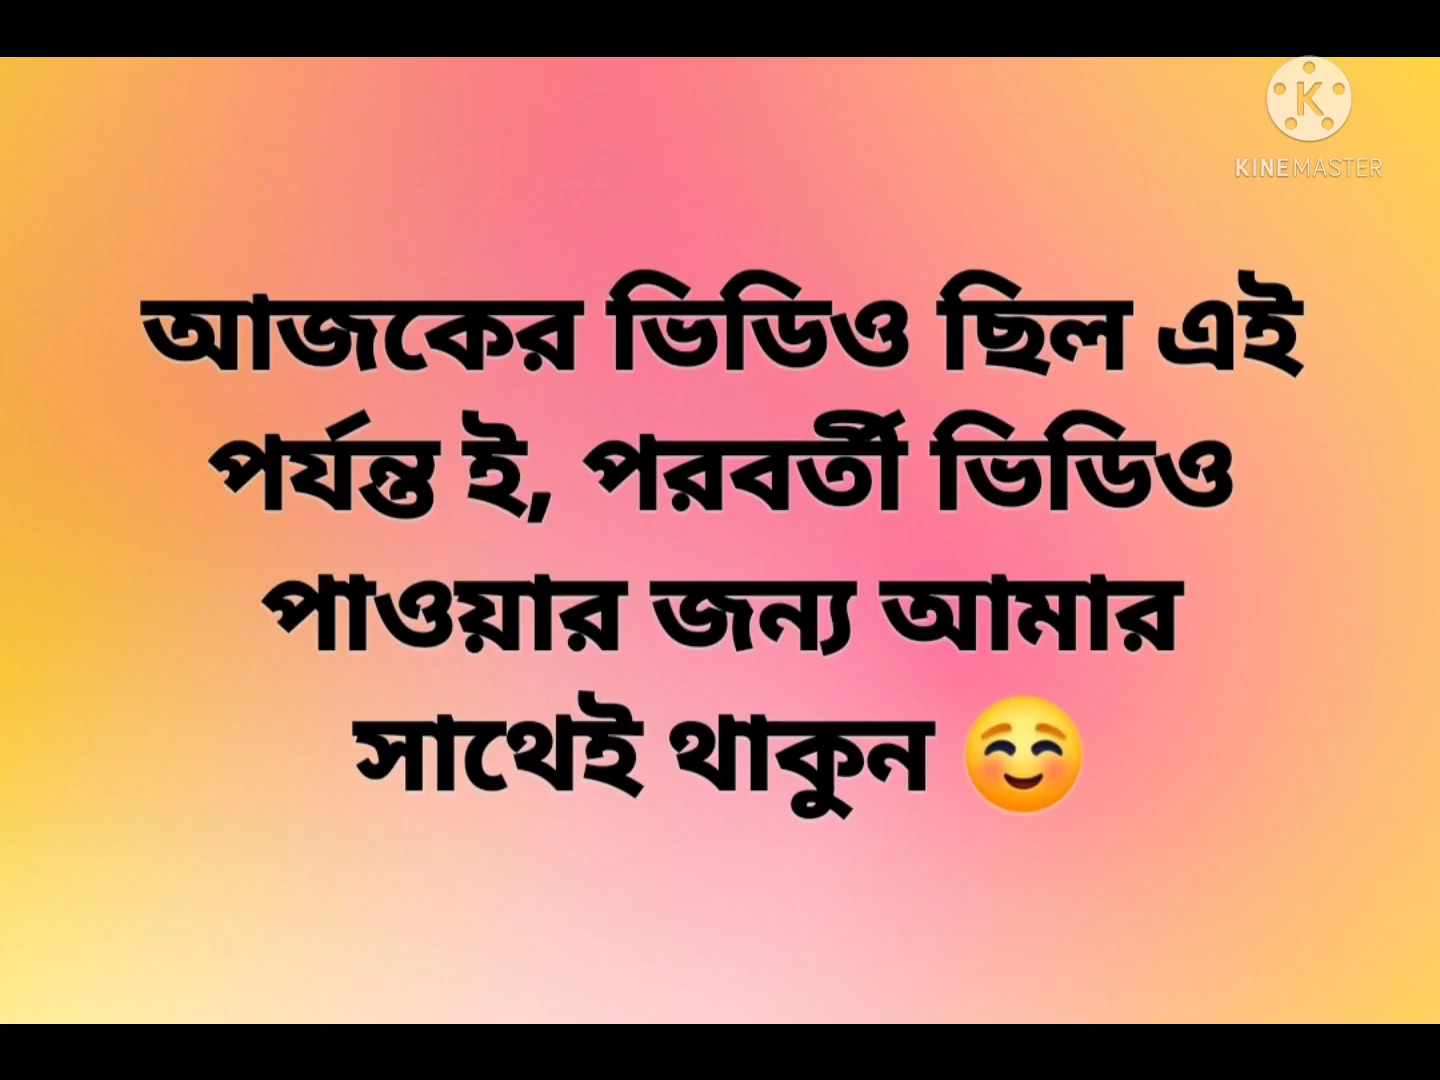 KINEMASTER
আজকের ভিডিও ছিল এই
পর্যন্ত ই, পরবর্তী ভিডিও
পাওয়ার জন্য আমার
সাথেই থাকুন ☺️